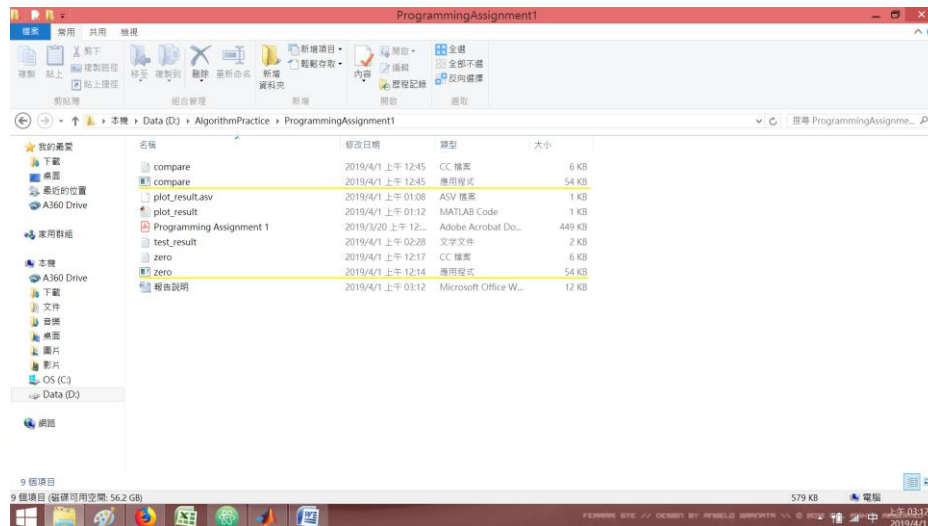 ProgrammingAssignment1
檔案 常用 共用 檢視
複製 貼上 剪下 複製路徑 貼上捷徑
移至 複製到 刪除 重新命名
新增資料夾 新增項目 輕鬆存取
內容 開啟 編輯 歷程記錄
全選 全部不選 反向選擇
剪貼簿 組合管理 新增 開啟 選取
本機 Data (D:) AlgorithmPractice ProgrammingAssignment1
搜尋 ProgrammingAssignme...
名稱 修改日期 類型 大小
compare 2019/4/1 上午 12:45 CC 檔案 6 KB
compare 2019/4/1 上午 12:45 應用程式 54 KB
plot_result.asv 2019/4/1 上午 01:08 ASV 檔案 1 KB
plot_result 2019/4/1 上午 01:12 MATLAB Code 1 KB
Programming Assignment 1 2019/3/20 上午 12:... Adobe Acrobat Do... 449 KB
test_result 2019/4/1 上午 02:28 文字文件 2 KB
zero 2019/4/1 上午 12:17 CC 檔案 6 KB
zero 2019/4/1 上午 12:14 應用程式 54 KB
報告說明 2019/4/1 上午 03:12 Microsoft Office W... 12 KB
我的最愛
下載
桌面
最近的位置
A360 Drive
家用群組
本機
A360 Drive
下載
文件
音樂
桌面
圖片
影片
OS (C:)
Data (D:)
網路
9 個項目
9 個項目 (磁碟可用空間: 56.2 GB) 579 KB 電腦
中 上午 03:12
2019/4/1